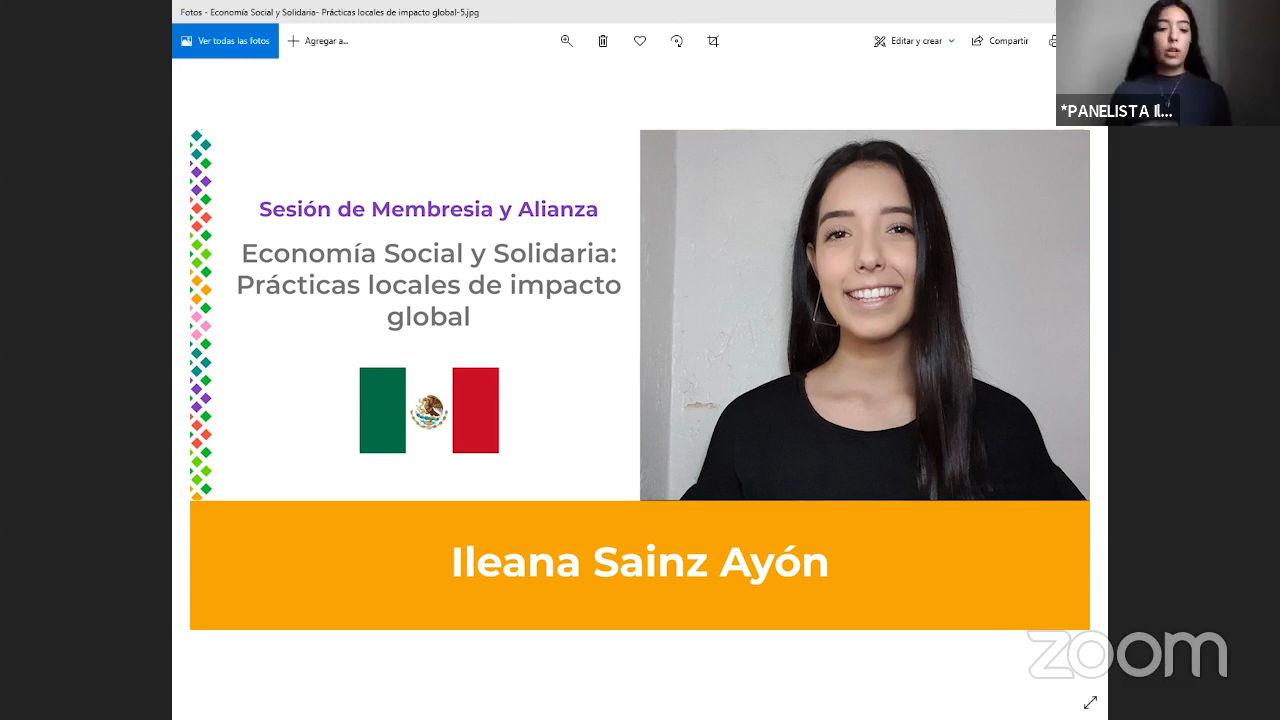 Fotos - Economía Social y Solidaria- Prácticas locales de impacto global-5.jpg
Ver todas las fotos
Agregar a...
Editar y crear
Compartir
*PANELISTA Il...
Sesión de Membresia y Alianza
Economía Social y Solidaria:
Prácticas locales de impacto
global
Ileana Sainz Ayón
zoom